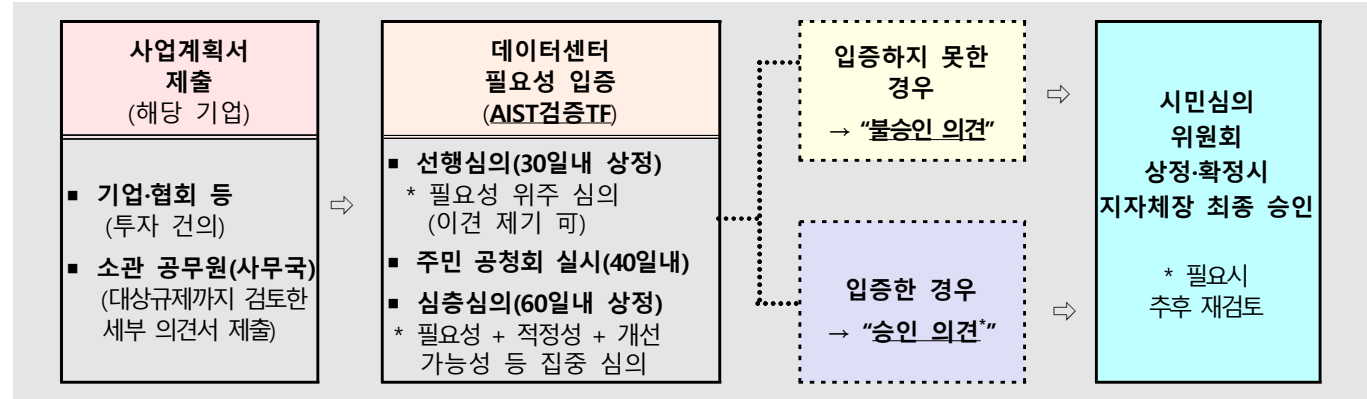 사업계획서
제출
(해당 기업)
▪ 기업·협회 등
(투자 건의)
▪ 소관 공무원(사무국)
(대상규제까지 검토한
세부 의견서 제출)
⇨
데이터센터
필요성 입증
(AIST검증TF)
▪ 선행심의(30일내 상정)
* 필요성 위주 심의
(이견 제기 可)
▪ 주민 공청회 실시(40일내)
▪ 심층심의(60일내 상정)
* 필요성 + 적정성 + 개선
가능성 등 집중 심의
입증하지 못한
경우
→ “불승인 의견”
⇨
입증한 경우
→ “승인 의견*”
⇨
시민심의
위원회
상정·확정시
지자체장 최종 승인
* 필요시
추후 재검토